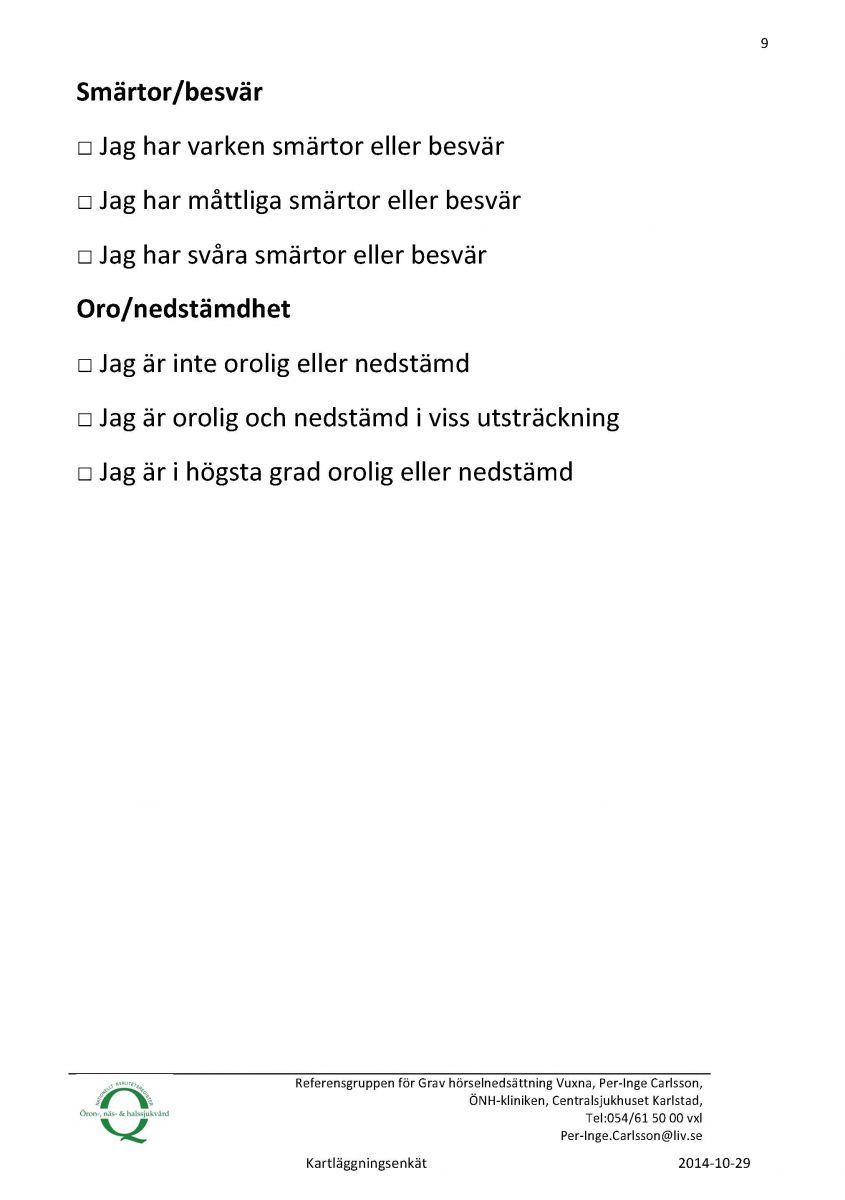 9
Smärtor/besvär
□ Jag har varken smärtor eller besvär
□ Jag har måttliga smärtor eller besvär
□ Jag har svåra smärtor eller besvär
Oro/nedstämdhet
□ Jag är inte orolig eller nedstämd
□ Jag är orolig och nedstämd i viss utsträckning
□ Jag är i högsta grad orolig eller nedstämd
NATIONELLT KVALITETSREGISTER
Öron-, näs- & halssjukvård
Referensgruppen för Grav hörselnedsättning Vuxna, Per-Inge Carlsson,
ÖNH-kliniken, Centralsjukhuset Karlstad,
Tel:054/61 50 00 vxl
Per-Inge.Carlsson@liv.se
Kartläggningsenkät 2014-10-29